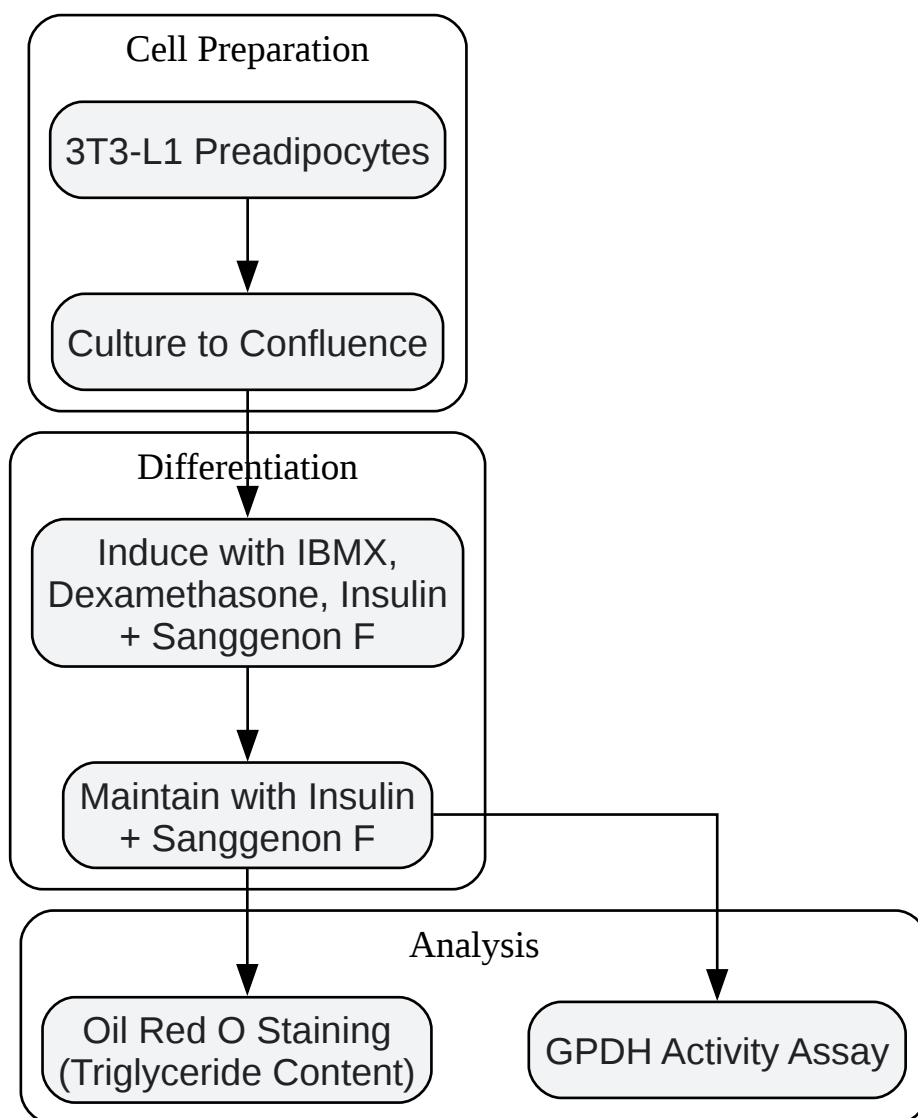 Cell Preparation
3T3-L1 Preadipocytes
Culture to Confluence
Differentiation
Induce with IBMX,
Dexamethasone, Insulin
+ Sanggenon F
Maintain with Insulin
+ Sanggenon F
Analysis
Oil Red O Staining
(Triglyceride Content)
GPDH Activity Assay